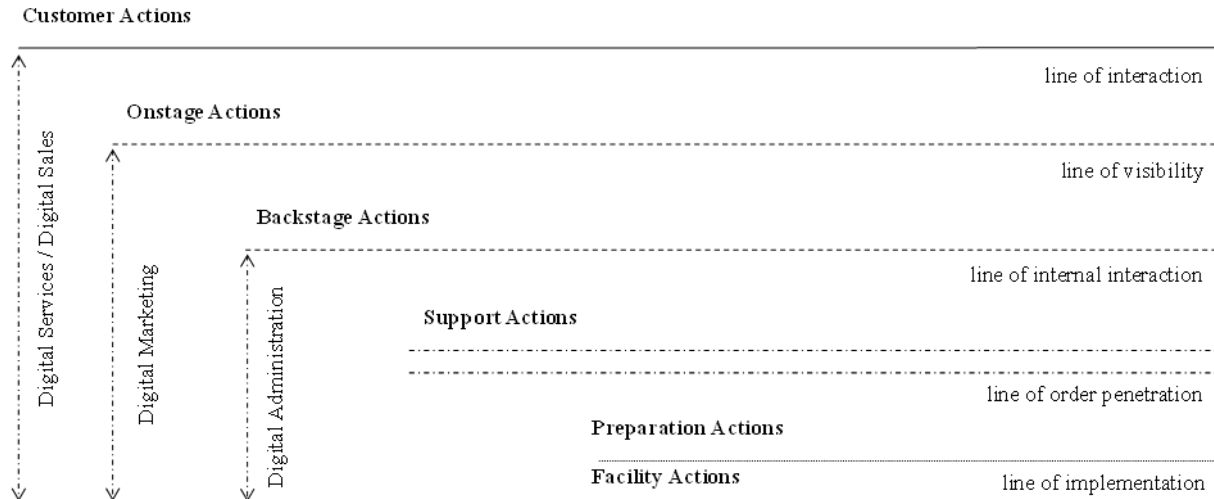 Customer Actions
line of interaction
Onstage Actions
line of visibility
Backstage Actions
line of internal interaction
Support Actions
line of order penetration
Preparation Actions
Facility Actions
line of implementation
Digital Services / Digital Sales
Digital Marketing
Digital Administration